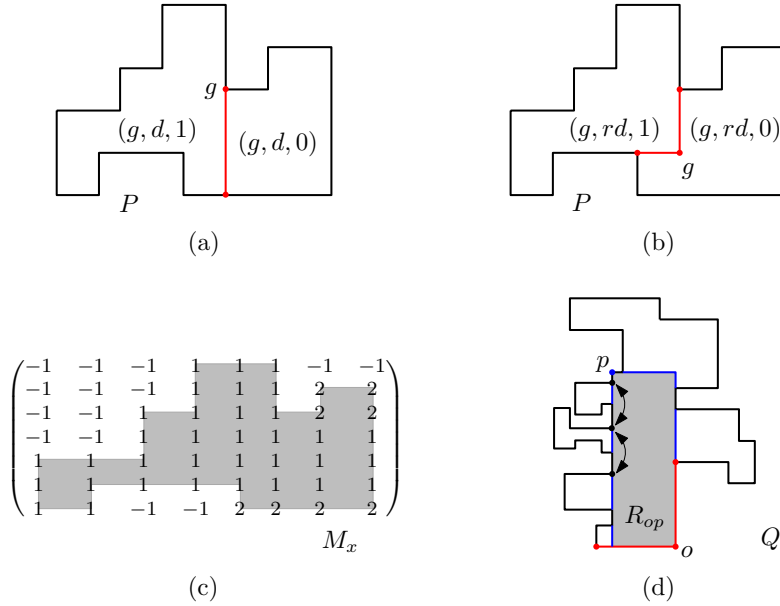 g
(g, d, 1)
(g, d, 0)
P
(a)
(g, rd, 1)
(g, rd, 0)
g
P
(b)
−1 −1 −1 1 1 1 −1 −1
−1 −1 −1 1 1 1 2 2
−1 −1 1 1 1 1 2 2
−1 −1 1 1 1 1 1 1
1 1 1 1 1 1 1 1
1 1 1 1 1 1 1 1
1 1 −1 −1 2 2 2 2
M_x
(c)
p
R_{op}
o
Q
(d)